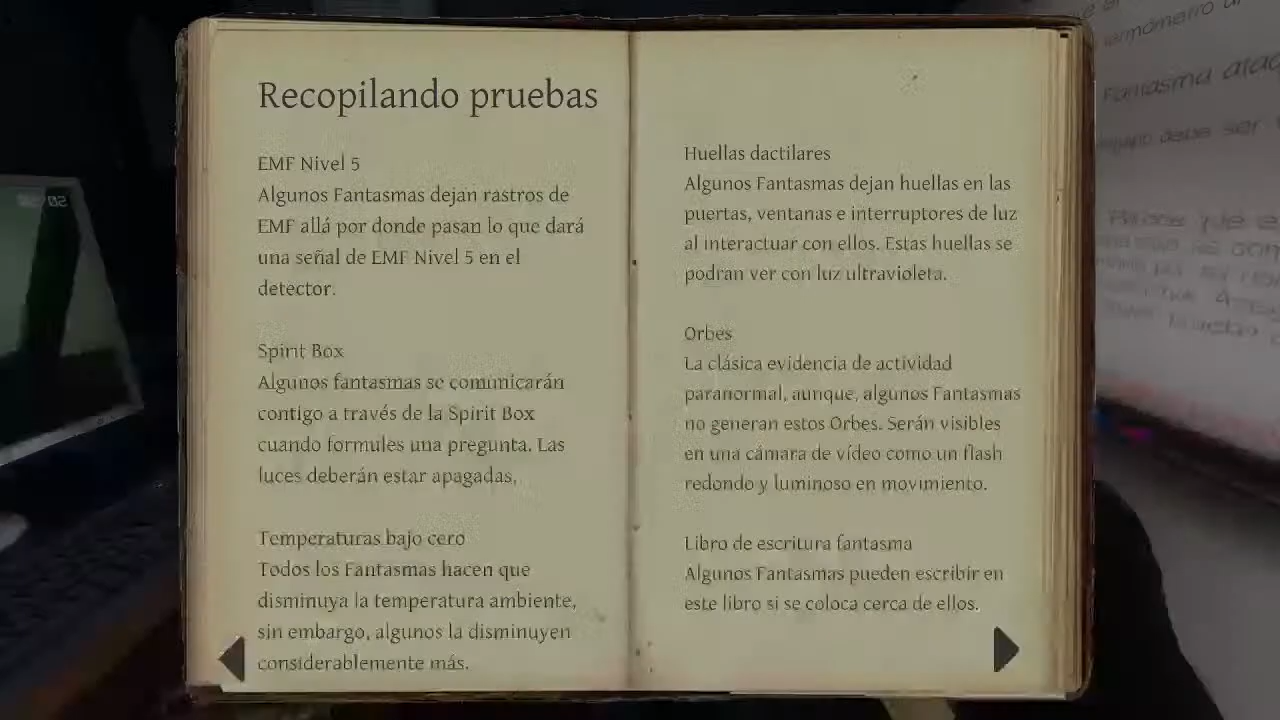 Recopilando pruebas
EMF Nivel 5
Algunos Fantasmas dejan rastros de
EMF allá por donde pasan lo que dará
una señal de EMF Nivel 5 en el
detector.
Spirit Box
Algunos fantasmas se comunicarán
contigo a través de la Spirit Box
cuando formules una pregunta. Las
luces deberán estar apagadas,
Temperaturas bajo cero
Todos los Fantasmas hacen que
disminuya la temperatura ambiente,
sin embargo, algunos la disminuyen
considerablemente más.
Huellas dactilares
Algunos Fantasmas dejan huellas en las
puertas, ventanas e interruptores de luz
al interactuar con ellos. Estas huellas se
podran ver con luz ultravioleta.
Orbes
La clásica evidencia de actividad
paranormal, aunque, algunos Fantasmas
no generan estos Orbes. Serán visibles
en una cámara de vídeo como un flash
redondo y luminoso en movimiento.
Libro de escritura fantasma
Algunos Fantasmas pueden escribir en
este libro si se coloca cerca de ellos.
Fantasma
debe ser